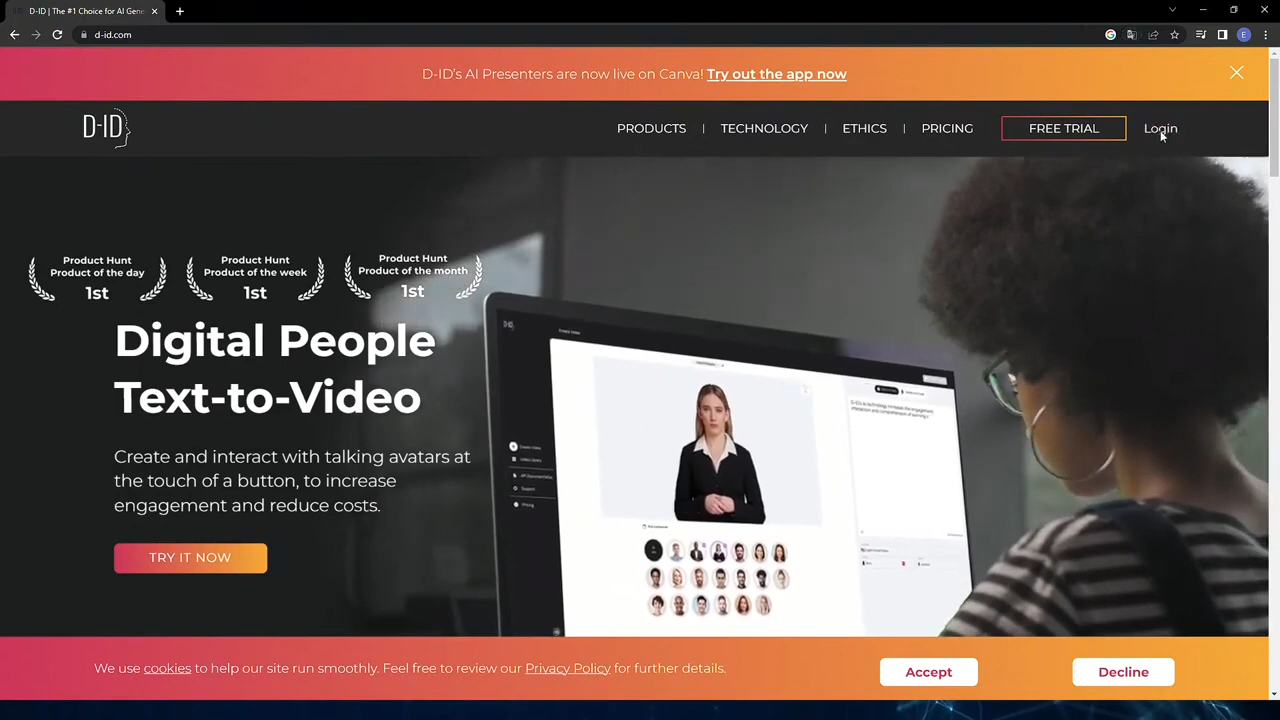 D-ID | The #1 Choice for AI Gene
d-id.com
E
D-ID's AI Presenters are now live on Canva! Try out the app now
D-ID
PRODUCTS | TECHNOLOGY | ETHICS | PRICING
FREE TRIAL
Login
Product Hunt
Product of the day
1st
Product Hunt
Product of the week
1st
Product Hunt
Product of the month
1st
Digital People
Text-to-Video
Create and interact with talking avatars at
the touch of a button, to increase
engagement and reduce costs.
TRY IT NOW
We use cookies to help our site run smoothly. Feel free to review our Privacy Policy for further details.
Accept
Decline